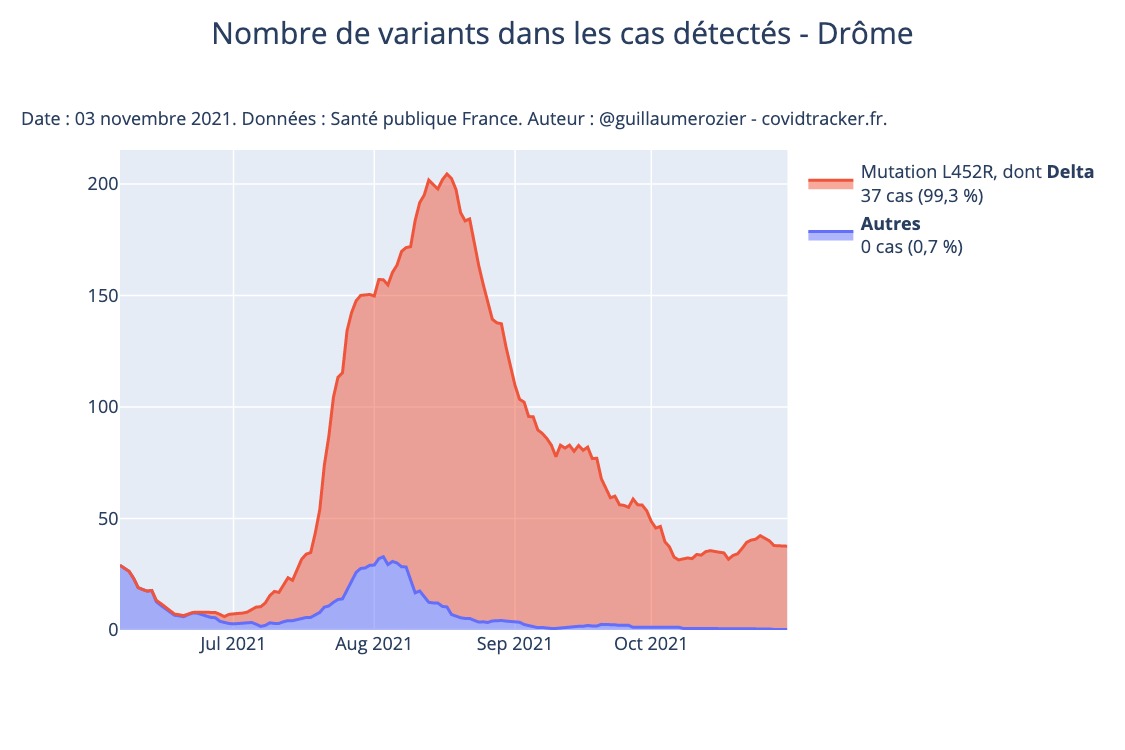 Nombre de variants dans les cas détectés - Drôme
Date : 03 novembre 2021. Données : Santé publique France. Auteur : @guillaumerozier - covidtracker.fr.
Mutation L452R, dont Delta
37 cas (99,3 %)
Autres
0 cas (0,7 %)
200
150
100
50
0
Jul 2021
Aug 2021
Sep 2021
Oct 2021